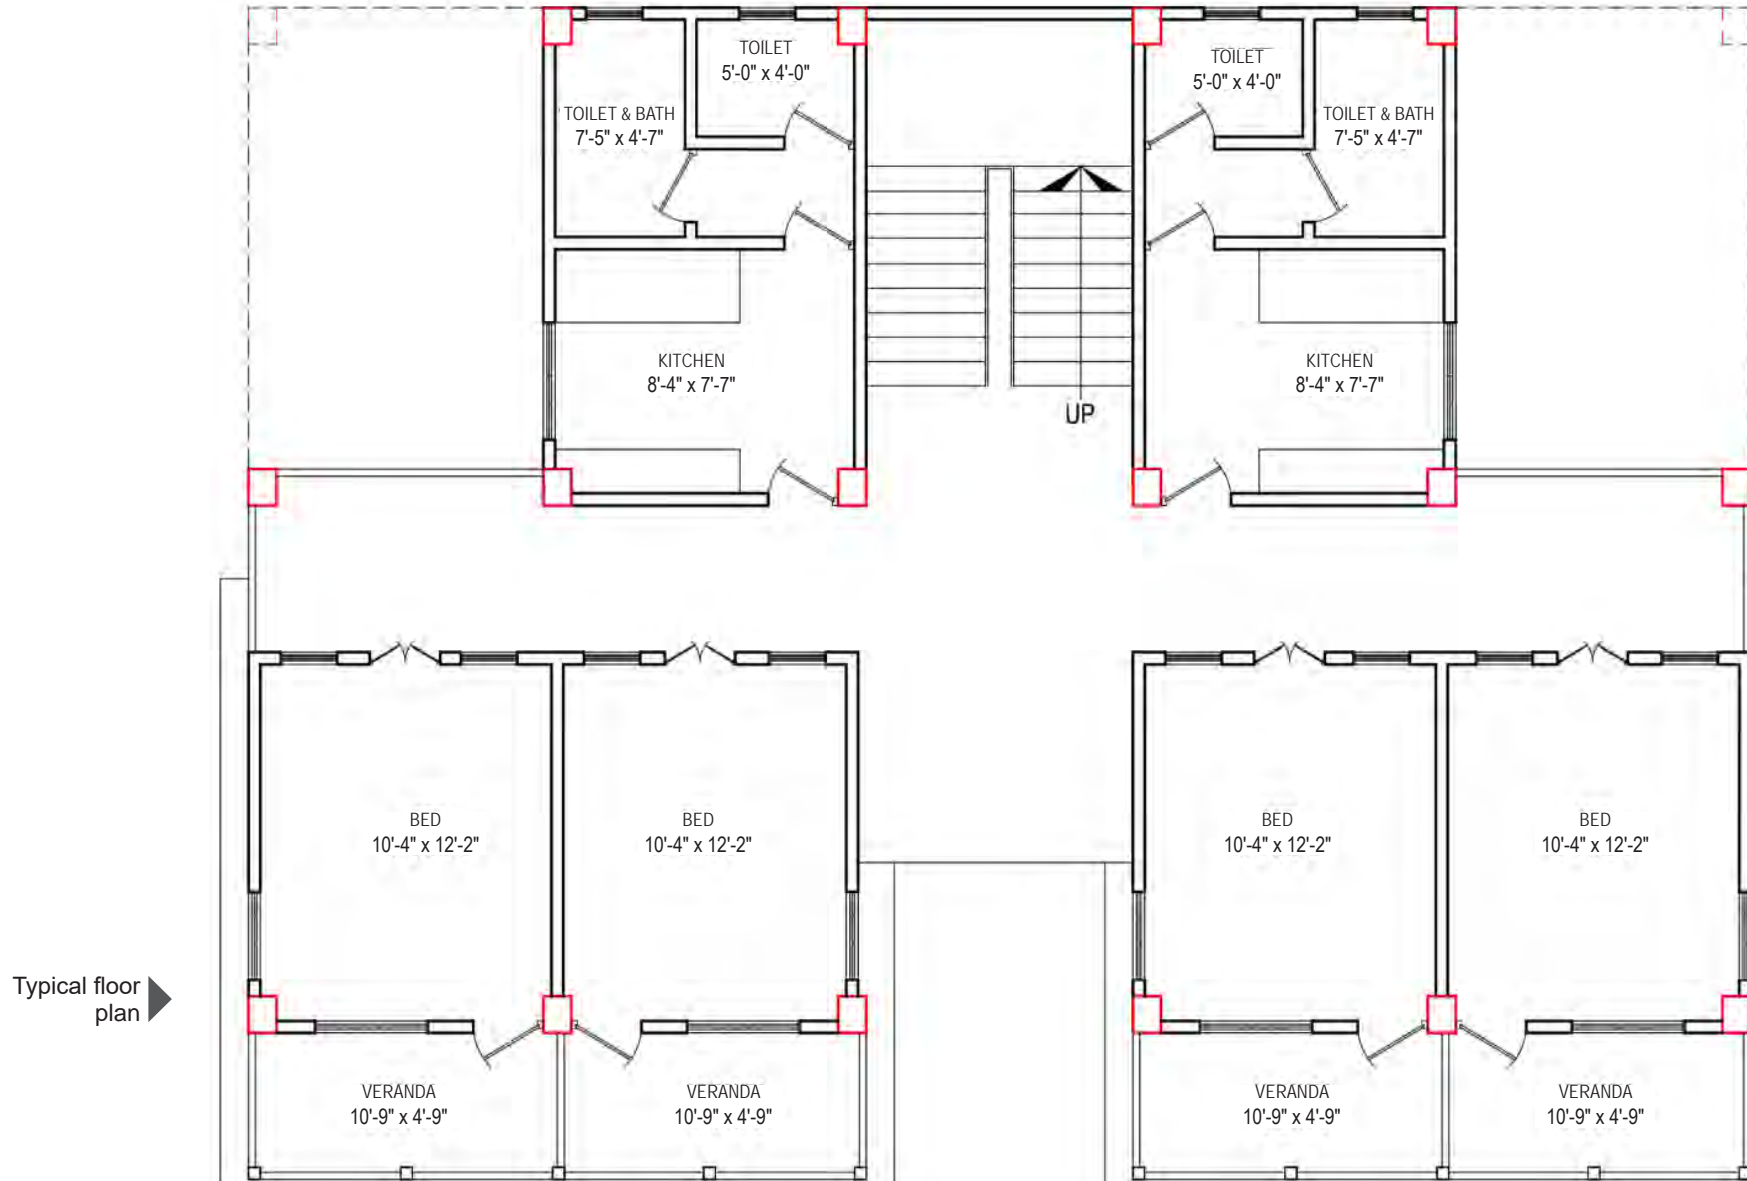 TOILET
5'-0" x 4'-0"
TOILET
5'-0" x 4'-0"
TOILET & BATH
7'-5" x 4'-7"
TOILET & BATH
7'-5" x 4'-7"
KITCHEN
8'-4" x 7'-7"
KITCHEN
8'-4" x 7'-7"
UP
BED
10'-4" x 12'-2"
BED
10'-4" x 12'-2"
BED
10'-4" x 12'-2"
BED
10'-4" x 12'-2"
Typical floor
plan
VERANDA
10'-9" x 4'-9"
VERANDA
10'-9" x 4'-9"
VERANDA
10'-9" x 4'-9"
VERANDA
10'-9" x 4'-9"